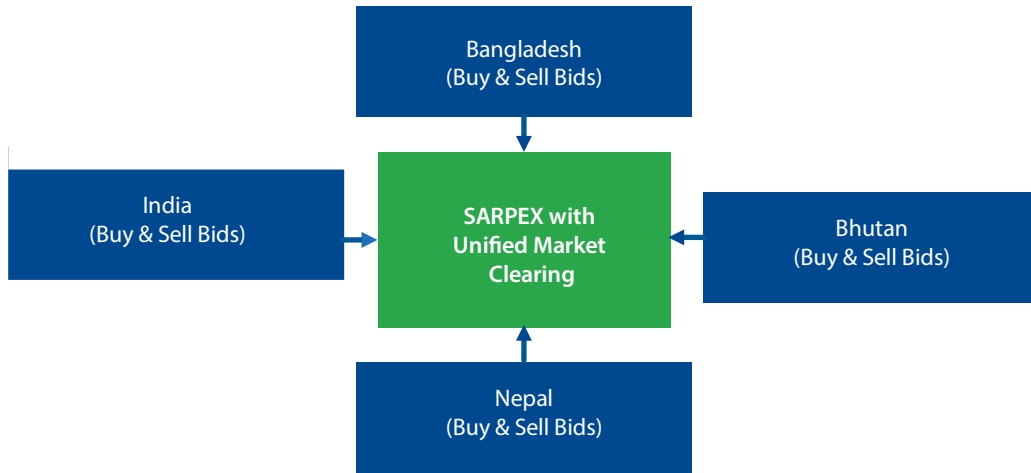 Bangladesh
(Buy & Sell Bids)
India
(Buy & Sell Bids)
SARPEX with
Unified Market
Clearing
Bhutan
(Buy & Sell Bids)
Nepal
(Buy & Sell Bids)